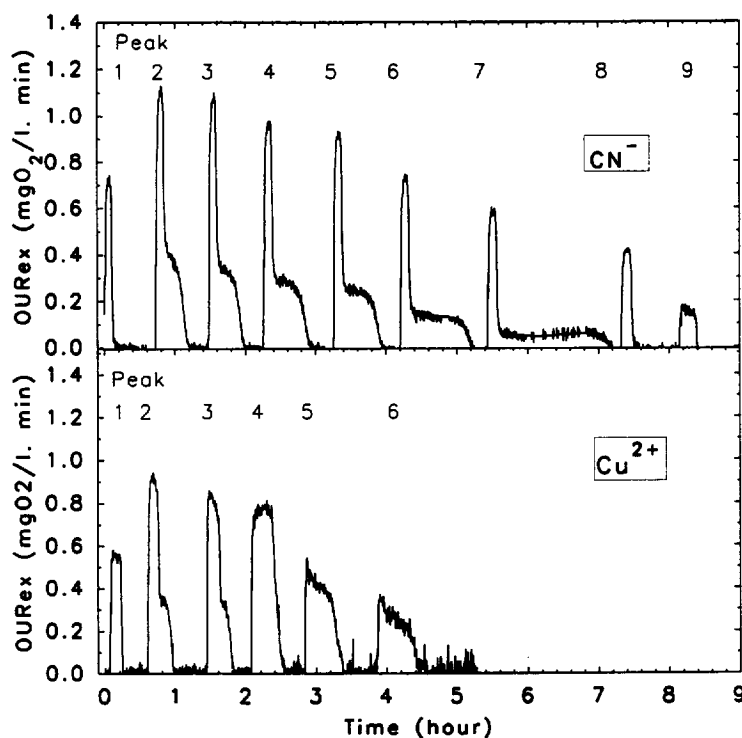 1.4
Peak
1 2 3 4 5 6 7 8 9
1.2
1.0
0.8
0.6
0.4
0.2
0.0
OURex (mgO2/l. min)
CN−
1.4
Peak
1 2 3 4 5 6
1.2
1.0
0.8
0.6
0.4
0.2
0.0
OURex (mgO2/l. min)
Cu2+
0 1 2 3 4 5 6 7 8 9
Time (hour)